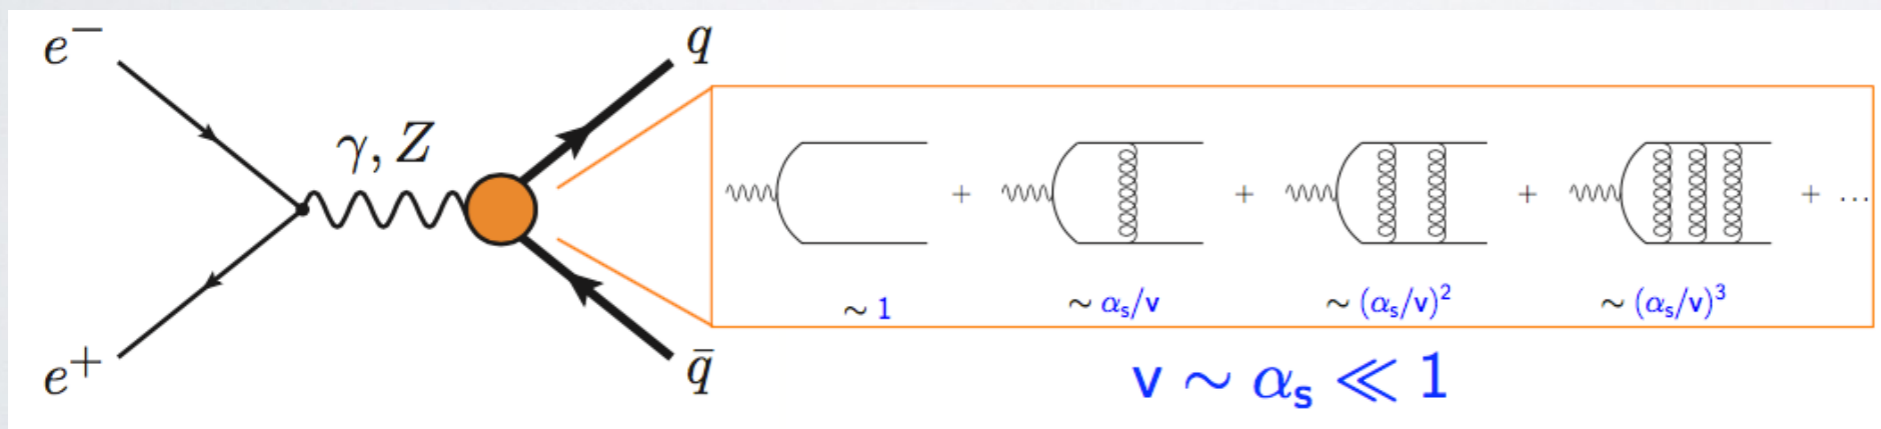 e⁻
q
γ, Z
+ + + + ...
~ 1 ~ αₛ/v ~ (αₛ/v)² ~ (αₛ/v)³
e⁺
q̄
v ~ αₛ ≪ 1